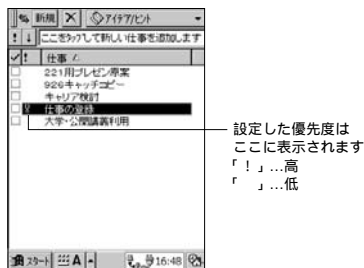 新規 アイデア/ヒント
! ↓ ここをタップして新しい仕事を追加します
! 仕事
221用プレゼン原案
926キャッチコピー
キャリア検討
仕事の登録
大学・公開講義利用
設定した優先度は
ここに表示されます
「！」…高
「　」…低
スタート A 16:48